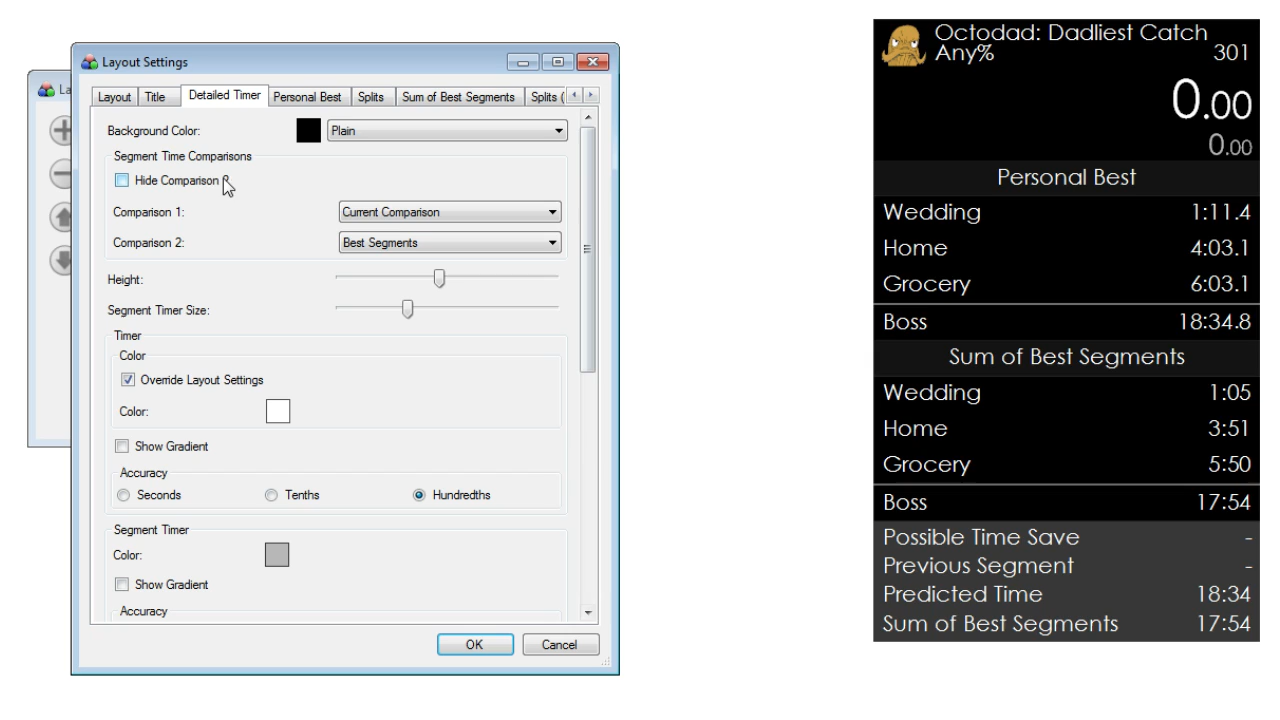 Layout Settings
La
Layout Title Detailed Timer Personal Best Splits Sum of Best Segments Splits (
Background Color: Plain
Segment Time Comparisons
Hide Comparison
Comparison 1: Current Comparison
Comparison 2: Best Segments
Height:
Segment Timer Size:
Timer
Color
Override Layout Settings
Color:
Show Gradient
Accuracy
Seconds Tenths Hundredths
Segment Timer
Color:
Show Gradient
Accuracy
OK Cancel
Octodad: Dadliest Catch
Any% 301
0.00
0.00
Personal Best
Wedding 1:11.4
Home 4:03.1
Grocery 6:03.1
Boss 18:34.8
Sum of Best Segments
Wedding 1:05
Home 3:51
Grocery 5:50
Boss 17:54
Possible Time Save -
Previous Segment -
Predicted Time 18:34
Sum of Best Segments 17:54